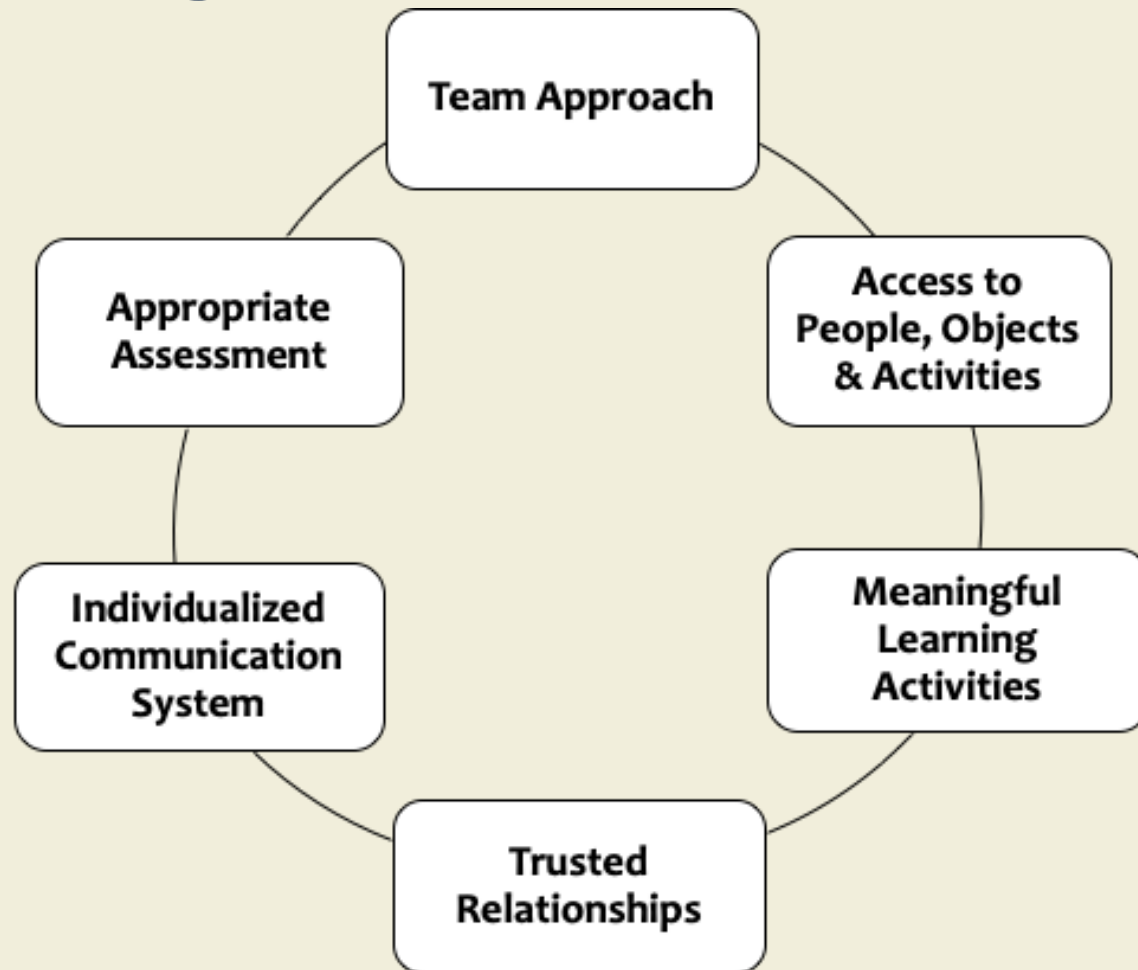 Team Approach
Access to
People, Objects
& Activities
Meaningful
Learning
Activities
Trusted
Relationships
Individualized
Communication
System
Appropriate
Assessment